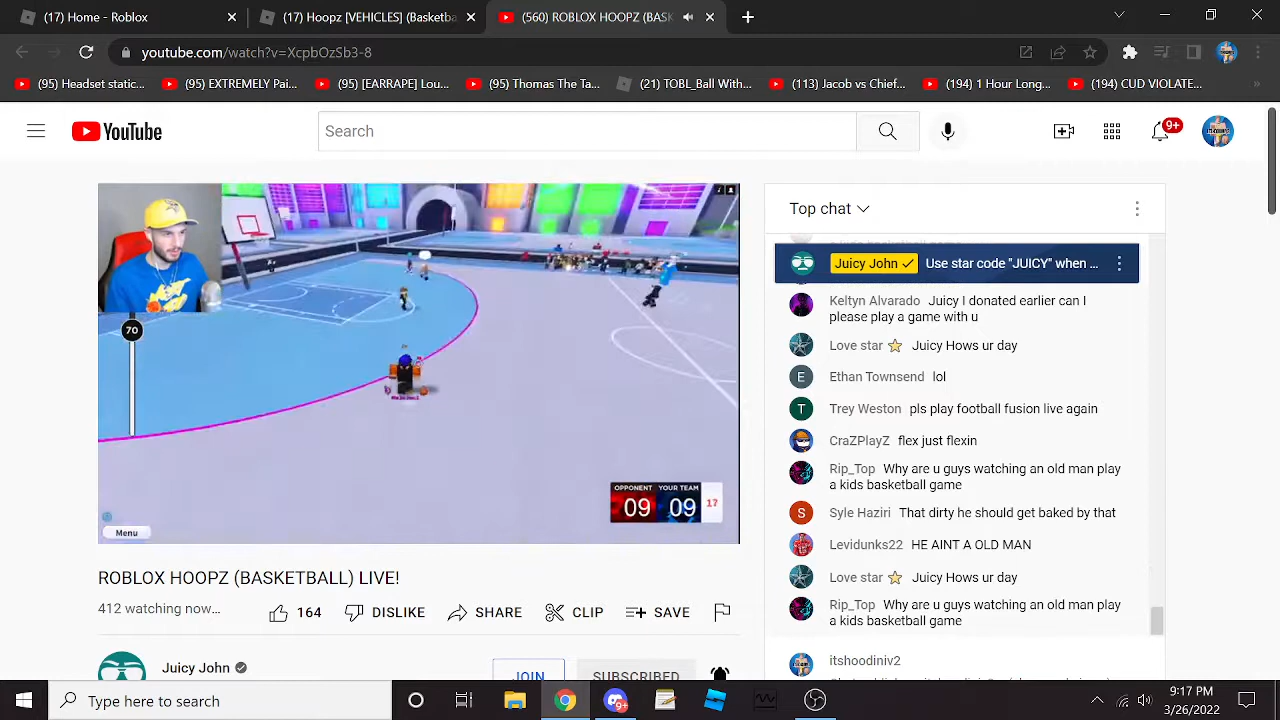 (17) Home - Roblox
(17) Hoopz [VEHICLES] (Basketba
(560) ROBLOX HOOPZ (BASK
youtube.com/watch?v=XcpbOzSb3-8
(95) Headset static...
(95) EXTREMELY Pai...
(95) [EARRAPE] Lou...
(95) Thomas The Ta...
(21) TOBL_Ball With...
(113) Jacob vs Chief...
(194) 1 Hour Long...
(194) CUD VIOLATE...
YouTube
Search
9+
70
OPPONENT YOUR TEAM
09 09 17
Menu
ROBLOX HOOPZ (BASKETBALL) LIVE!
412 watching now...
164 DISLIKE SHARE CLIP SAVE
Juicy John
JOIN SUBSCRIBED
Top chat
Juicy John Use star code "JUICY" when ...
Keltyn Alvarado Juicy I donated earlier can I
please play a game with u
Love star Juicy Hows ur day
Ethan Townsend lol
Trey Weston pls play football fusion live again
CraZPlayZ flex just flexin
Rip_Top Why are u guys watching an old man play
a kids basketball game
Syle Haziri That dirty he should get baked by that
Levidunks22 HE AINT A OLD MAN
Love star Juicy Hows ur day
Rip_Top Why are u guys watching an old man play
a kids basketball game
itshoodiniv2
Type here to search
9+
9:17 PM
3/26/2022